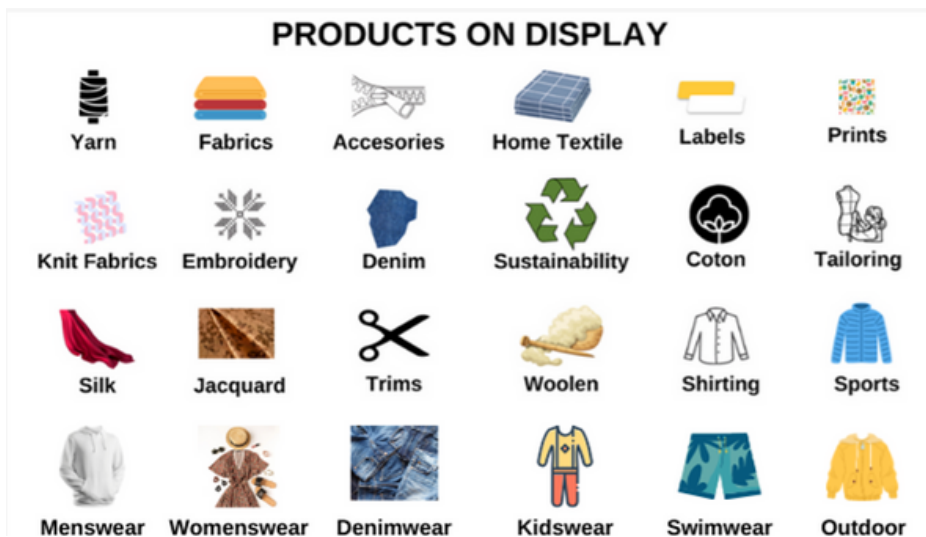 PRODUCTS ON DISPLAY
Yarn Fabrics Accesories Home Textile Labels Prints
Knit Fabrics Embroidery Denim Sustainability Coton Tailoring
Silk Jacquard Trims Woolen Shirting Sports
Menswear Womenswear Denimwear Kidswear Swimwear Outdoor